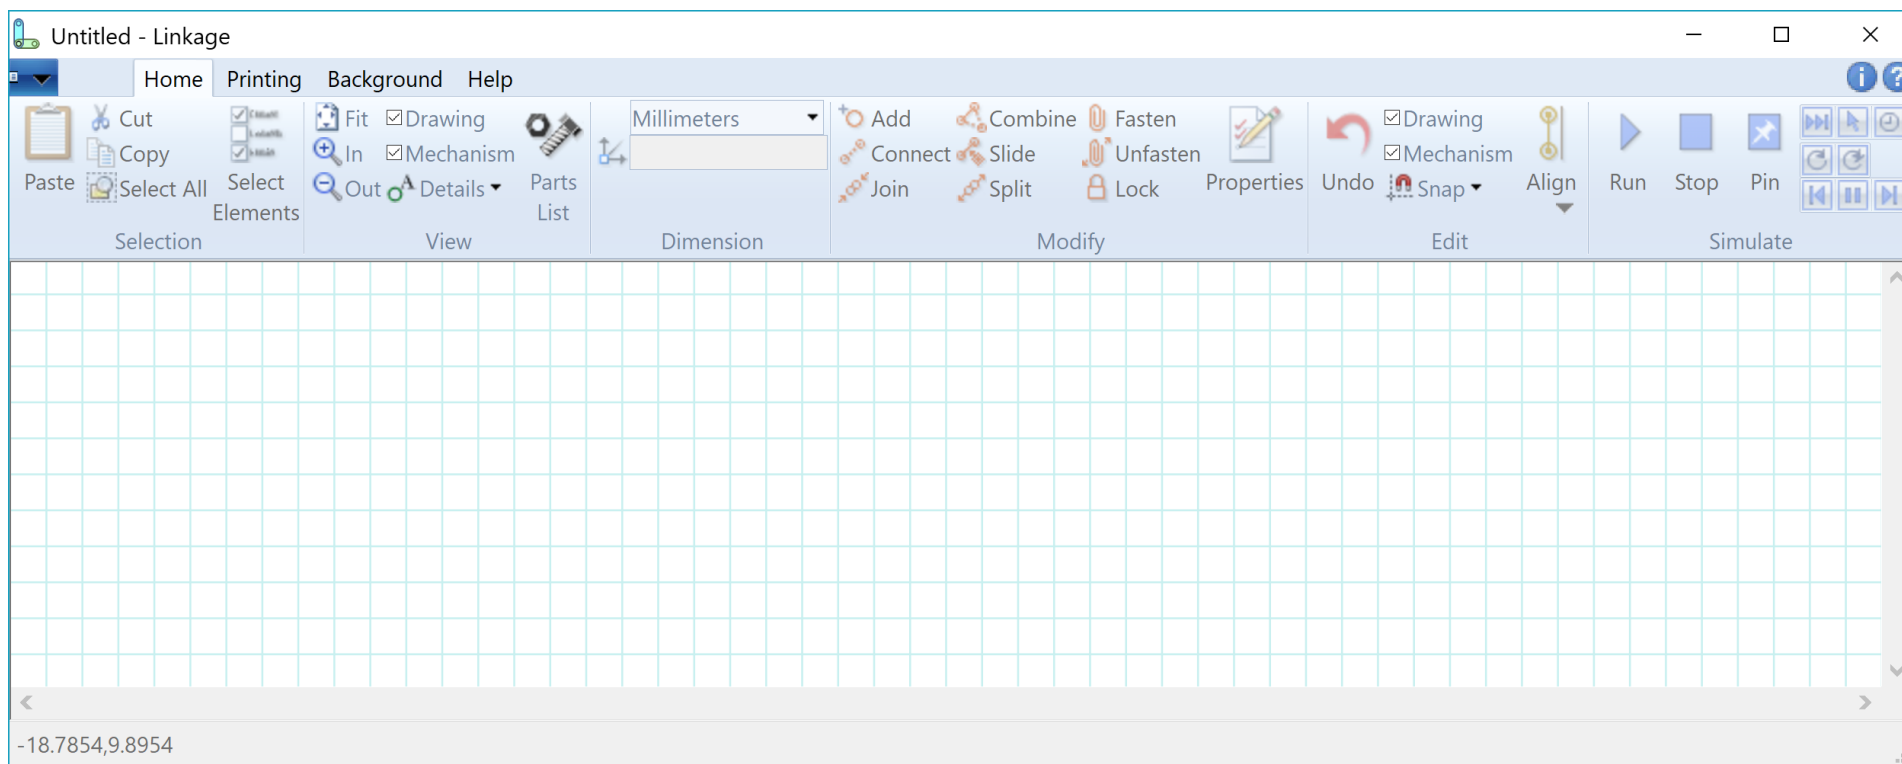 Untitled - Linkage
Home Printing Background Help
Cut Fit Drawing Millimeters Add Combine Fasten Drawing
Copy In Mechanism Connect Slide Unfasten Mechanism
Paste Select All Select Out Details Parts Join Split Lock Properties Undo Snap Align Run Stop Pin
Elements List
Selection View Dimension Modify Edit Simulate
-18.7854,9.8954